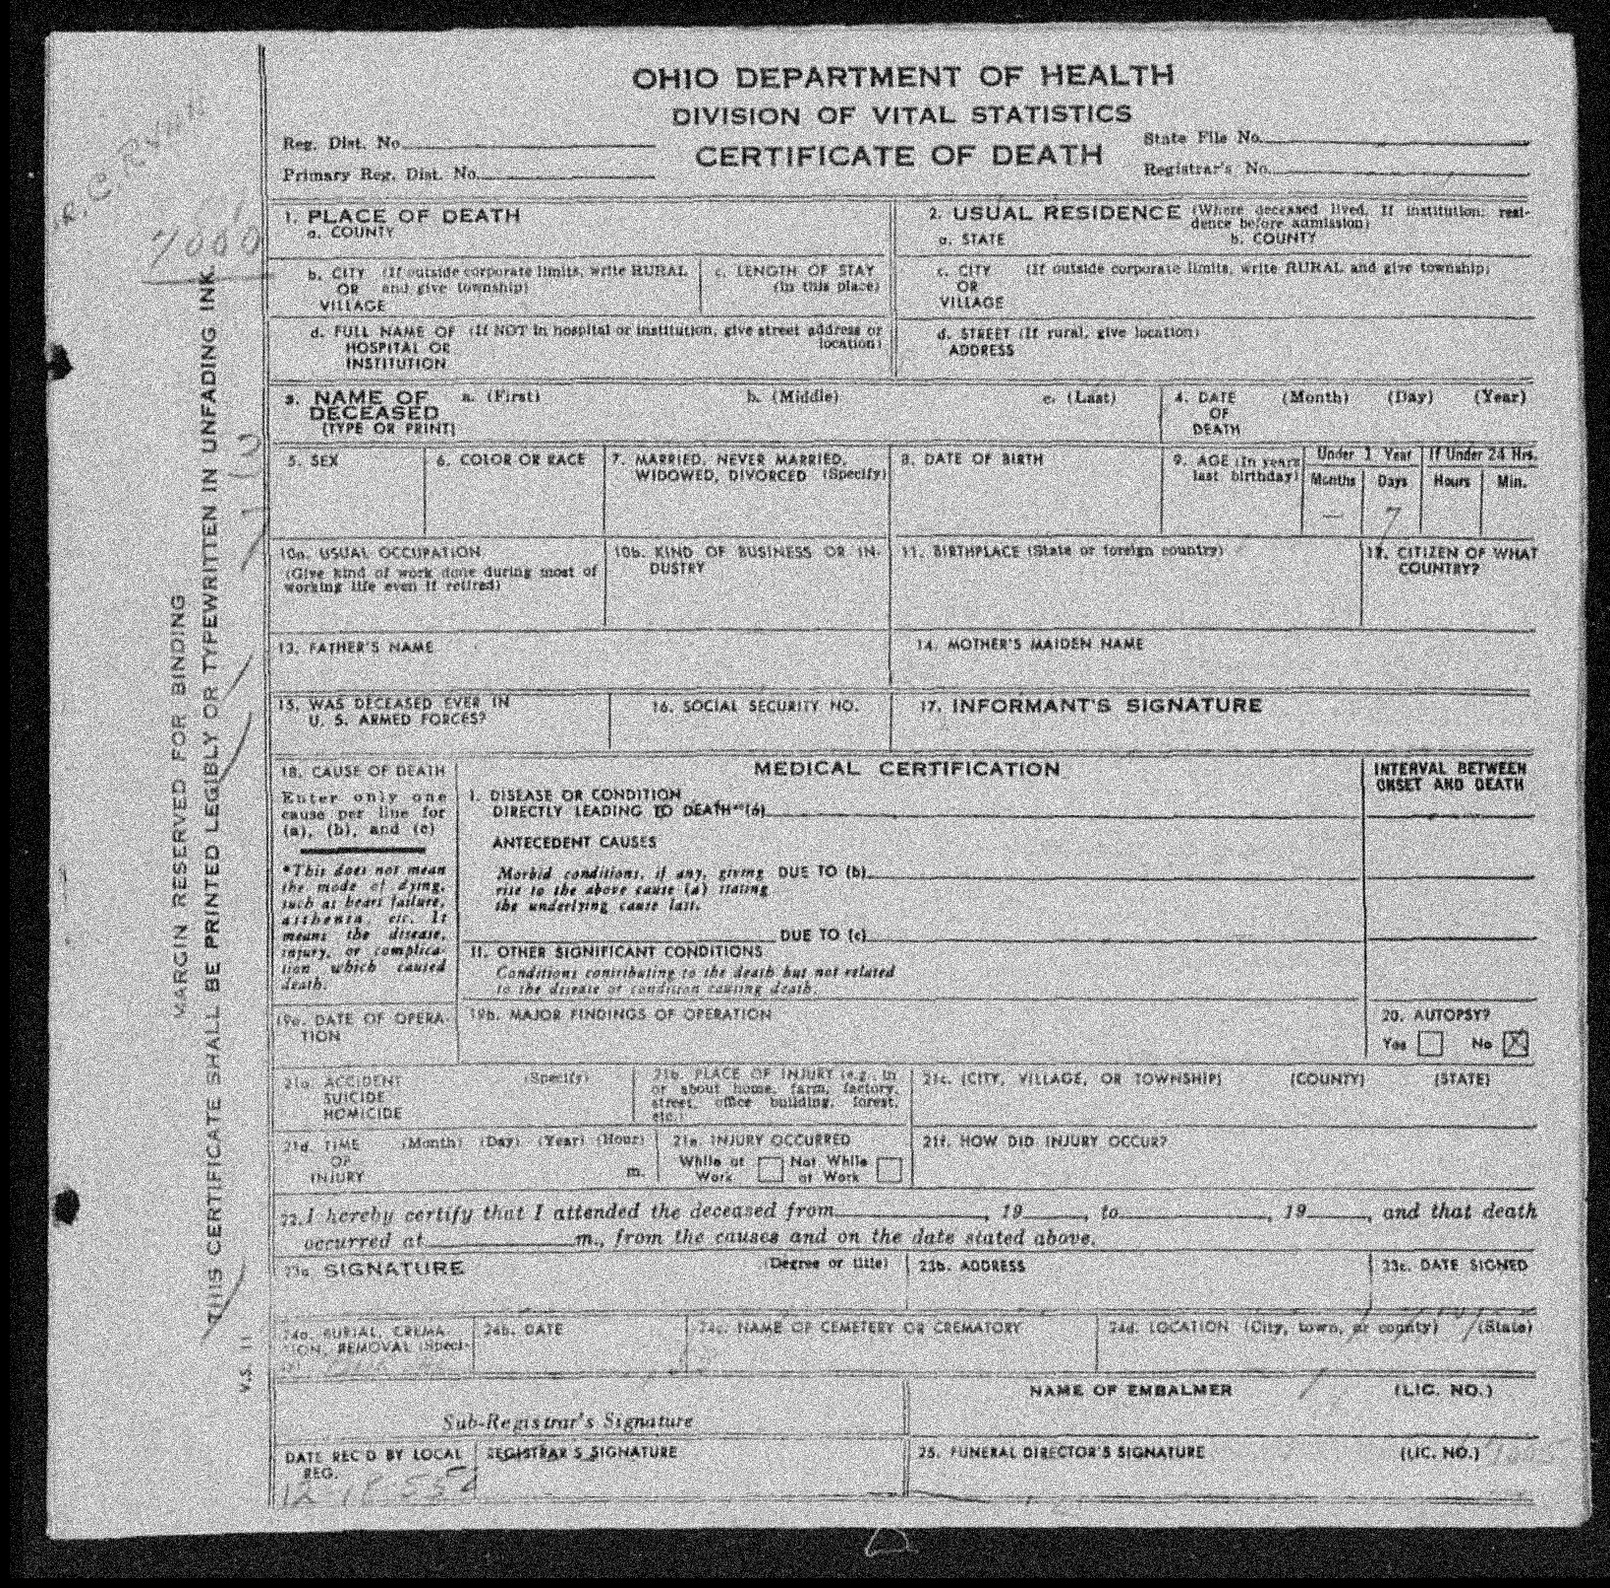 OHIO DEPARTMENT OF HEALTH
DIVISION OF VITAL STATISTICS
CERTIFICATE OF DEATH
Reg. Dist. No.
Primary Reg. Dist. No.
State File No.
Registrar's No.
7000
MARGIN RESERVED FOR BINDING
THIS CERTIFICATE SHALL BE PRINTED LEGIBLY OR TYPEWRITTEN IN UNFADING INK.
V.S. 11
1. PLACE OF DEATH
a. COUNTY
2. USUAL RESIDENCE (Where deceased lived. If institution: resi-
dence before admission)
a. STATE b. COUNTY
b. CITY (If outside corporate limits, write RURAL
OR and give township)
VILLAGE
c. LENGTH OF STAY
(in this place)
c. CITY (If outside corporate limits, write RURAL and give township)
OR
VILLAGE
d. FULL NAME OF (If NOT in hospital or institution, give street address or
HOSPITAL OR location)
INSTITUTION
d. STREET (If rural, give location)
ADDRESS
3. NAME OF a. (First) b. (Middle) c. (Last)
DECEASED
(TYPE OR PRINT)
4. DATE (Month) (Day) (Year)
OF
DEATH
5. SEX
6. COLOR OR RACE
7. MARRIED, NEVER MARRIED,
WIDOWED, DIVORCED (Specify)
8. DATE OF BIRTH
9. AGE (In years
last birthday)
Under 1 Year
Months Days
— 7
If Under 24 Hrs.
Hours Min.
10a. USUAL OCCUPATION
(Give kind of work done during most of
working life even if retired)
10b. KIND OF BUSINESS OR IN-
DUSTRY
11. BIRTHPLACE (State or foreign country)
12. CITIZEN OF WHAT
COUNTRY?
13. FATHER'S NAME
14. MOTHER'S MAIDEN NAME
15. WAS DECEASED EVER IN
U. S. ARMED FORCES?
16. SOCIAL SECURITY NO.
17. INFORMANT'S SIGNATURE
18. CAUSE OF DEATH
Enter only one
cause per line for
(a), (b), and (c)
*This does not mean
the mode of dying,
such as heart failure,
asthenia, etc. It
means the disease,
injury, or complica-
tion which caused
death.
MEDICAL CERTIFICATION
INTERVAL BETWEEN
ONSET AND DEATH
I. DISEASE OR CONDITION
DIRECTLY LEADING TO DEATH*(a)
ANTECEDENT CAUSES
Morbid conditions, if any, giving DUE TO (b)
rise to the above cause (a) stating
the underlying cause last.
DUE TO (c)
II. OTHER SIGNIFICANT CONDITIONS
Conditions contributing to the death but not related
to the disease or condition causing death.
19a. DATE OF OPERA-
TION
19b. MAJOR FINDINGS OF OPERATION
20. AUTOPSY?
Yes No X
21a. ACCIDENT (Specify)
SUICIDE
HOMICIDE
21b. PLACE OF INJURY (e.g., in
or about home, farm, factory,
street, office building, forest,
etc.)
21c. (CITY, VILLAGE, OR TOWNSHIP) (COUNTY) (STATE)
21d. TIME (Month) (Day) (Year) (Hour)
OF
INJURY m.
21e. INJURY OCCURRED
While at Not While
Work at Work
21f. HOW DID INJURY OCCUR?
22. I hereby certify that I attended the deceased from , 19 , to , 19 , and that death
occurred at m., from the causes and on the date stated above.
23a SIGNATURE (Degree or title)
23b. ADDRESS
23c. DATE SIGNED
24a. BURIAL, CREMA-
TION, REMOVAL (Speci-
24b. DATE
24c. NAME OF CEMETERY OR CREMATORY
24d. LOCATION (City, town, or county) (State)
Sub-Registrar's Signature
NAME OF EMBALMER (LIC. NO.)
DATE REC'D BY LOCAL
REG.
REGISTRAR'S SIGNATURE
25. FUNERAL DIRECTOR'S SIGNATURE (LIC. NO.)